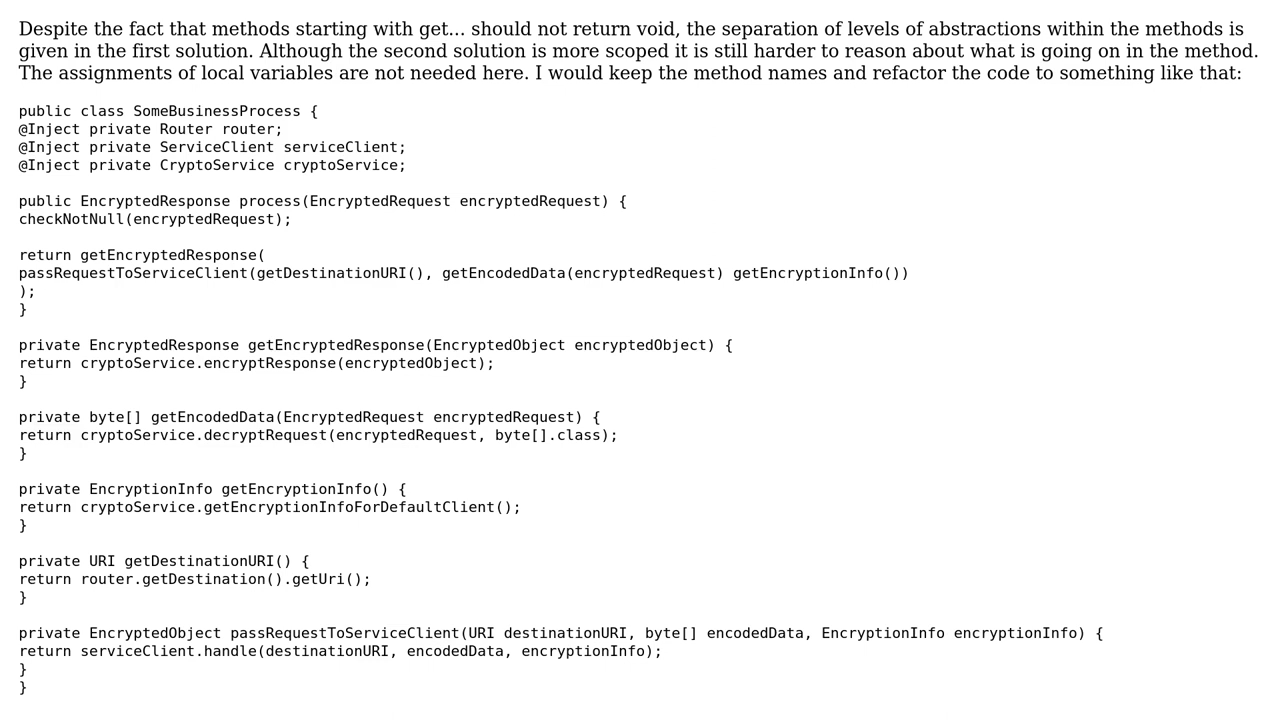 Despite the fact that methods starting with get... should not return void, the separation of levels of abstractions within the methods is
given in the first solution. Although the second solution is more scoped it is still harder to reason about what is going on in the method.
The assignments of local variables are not needed here. I would keep the method names and refactor the code to something like that:
public class SomeBusinessProcess {
@Inject private Router router;
@Inject private ServiceClient serviceClient;
@Inject private CryptoService cryptoService;
public EncryptedResponse process(EncryptedRequest encryptedRequest) {
checkNotNull(encryptedRequest);
return getEncryptedResponse(
passRequestToServiceClient(getDestinationURI(), getEncodedData(encryptedRequest) getEncryptionInfo())
);
}
private EncryptedResponse getEncryptedResponse(EncryptedObject encryptedObject) {
return cryptoService.encryptResponse(encryptedObject);
}
private byte[] getEncodedData(EncryptedRequest encryptedRequest) {
return cryptoService.decryptRequest(encryptedRequest, byte[].class);
}
private EncryptionInfo getEncryptionInfo() {
return cryptoService.getEncryptionInfoForDefaultClient();
}
private URI getDestinationURI() {
return router.getDestination().getUri();
}
private EncryptedObject passRequestToServiceClient(URI destinationURI, byte[] encodedData, EncryptionInfo encryptionInfo) {
return serviceClient.handle(destinationURI, encodedData, encryptionInfo);
}
}